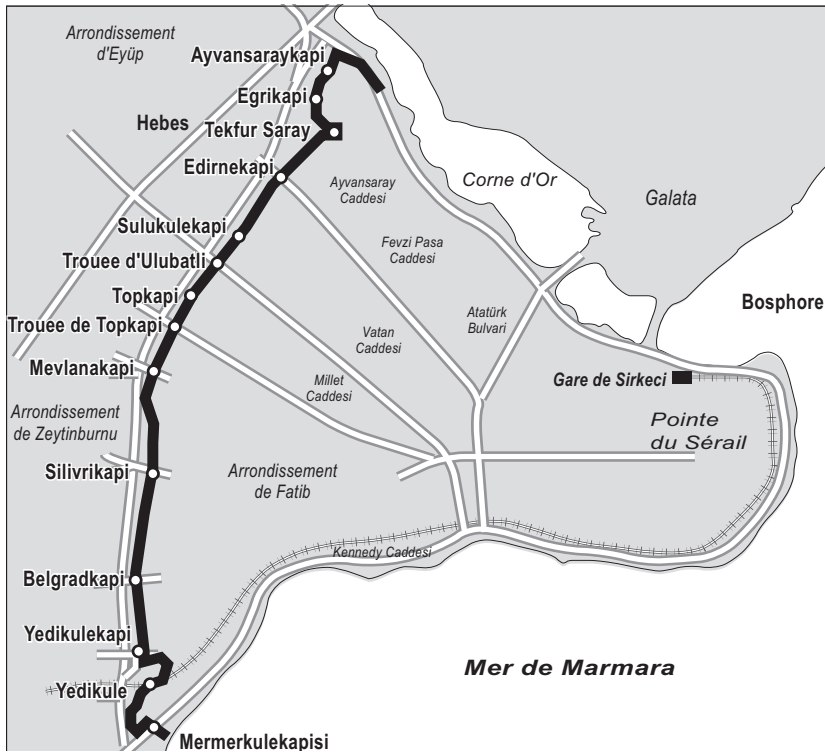 Arrondissement
d'Eyüp
Ayvansaraykapi
Egrikapi
Hebes
Tekfur Saray
Edirnekapi
Ayvansaray
Caddesi
Corne d'Or
Galata
Sulukulekapi
Fevzi Pasa
Caddesi
Trouee d'Ulubatli
Topkapi
Atatürk
Bulvari
Bosphore
Trouee de Topkapi
Vatan
Caddesi
Mevlanakapi
Millet
Caddesi
Gare de Sirkeci
Arrondissement
de Zeytinburnu
Pointe
du Sérail
Silivrikapi
Arrondissement
de Fatib
Kennedy Caddesi
Belgradkapi
Yedikulekapi
Mer de Marmara
Yedikule
Mermerkulekapisi